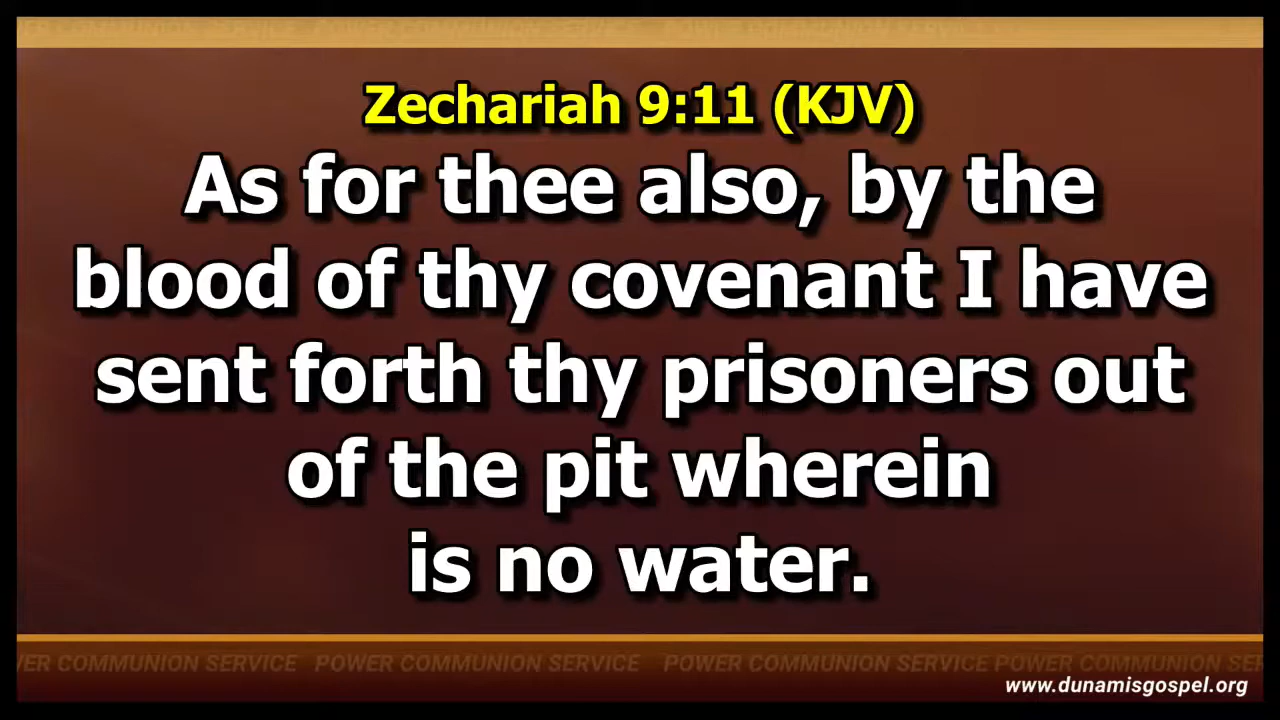 Zechariah 9:11 (KJV)
As for thee also, by the
blood of thy covenant I have
sent forth thy prisoners out
of the pit wherein
is no water.
VER COMMUNION SERVICE POWER COMMUNION SERVICE POWER COMMUNION SERVICE POWER COMMUNION SER
www.dunamisgospel.org